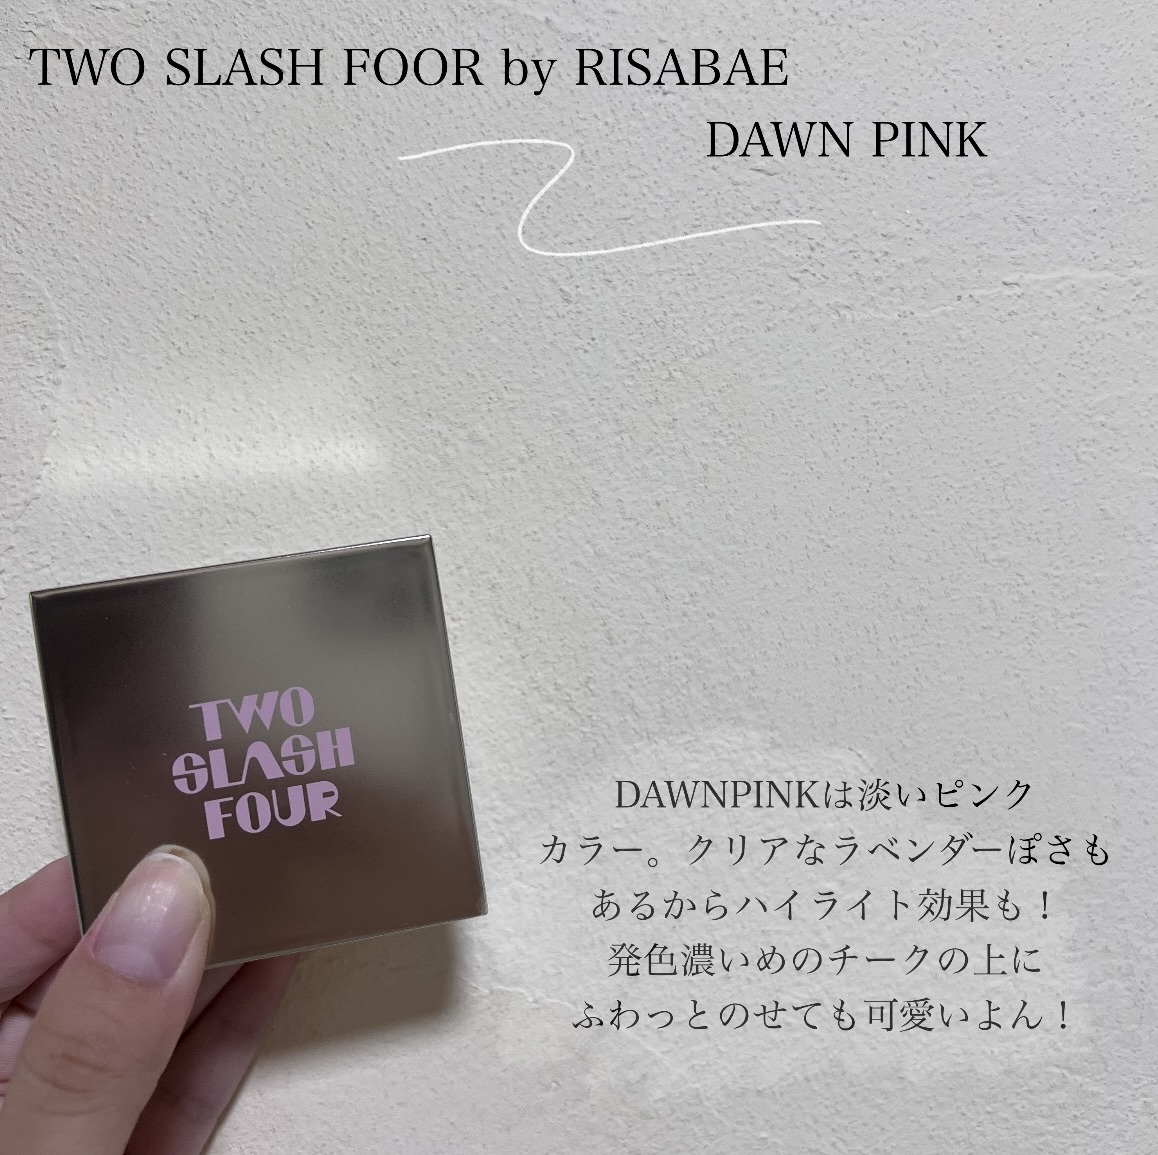 TWO SLASH FOOR by RISABAE
DAWN PINK
TWO
SLASH
FOUR
DAWNPINKは淡いピンク
カラー。クリアなラベンダーぽさも
あるからハイライト効果も！
発色濃いめのチークの上に
ふわっとのせても可愛いよん！